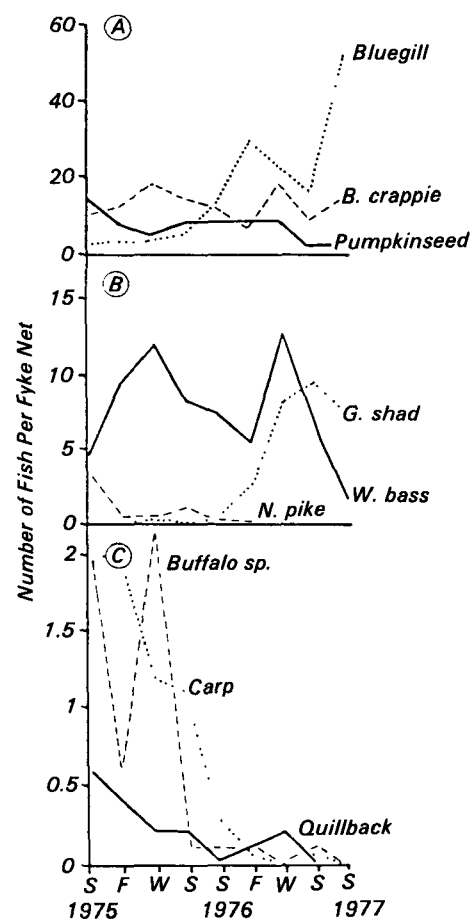 60
A
Bluegill
40
20
B. crappie
Pumpkinseed
0
B
15
10
G. shad
5
W. bass
N. pike
0
Number of Fish Per Fyke Net
C
2
Buffalo sp.
1.5
Carp
1
0.5
Quillback
0
S F W S S F W S S
1975 1976 1977